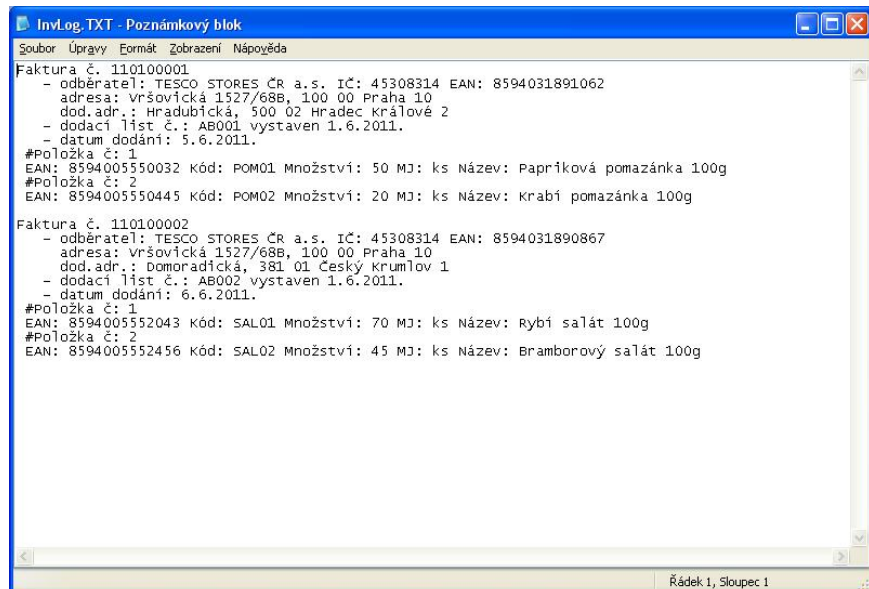 InvLog.TXT - Poznámkový blok
Soubor Úpravy Formát Zobrazení Nápověda
Faktura č. 110100001
- odběratel: TESCO STORES ČR a.s. IČ: 45308314 EAN: 8594031891062
adresa: Vršovická 1527/68B, 100 00 Praha 10
dod.adr.: Hradubická, 500 02 Hradec Králové 2
- dodací list č.: AB001 vystaven 1.6.2011.
- datum dodání: 5.6.2011.
#Položka č: 1
EAN: 8594005550032 Kód: POM01 Množství: 50 MJ: ks Název: Papriková pomazánka 100g
#Položka č: 2
EAN: 8594005550445 Kód: POM02 Množství: 20 MJ: ks Název: Krabí pomazánka 100g
Faktura č. 110100002
- odběratel: TESCO STORES ČR a.s. IČ: 45308314 EAN: 8594031890867
adresa: Vršovická 1527/68B, 100 00 Praha 10
dod.adr.: Domoradická, 381 01 Český Krumlov 1
- dodací list č.: AB002 vystaven 1.6.2011.
- datum dodání: 6.6.2011.
#Položka č: 1
EAN: 8594005552043 Kód: SAL01 Množství: 70 MJ: ks Název: Rybí salát 100g
#Položka č: 2
EAN: 8594005552456 Kód: SAL02 Množství: 45 MJ: ks Název: Bramborový salát 100g
Řádek 1, Sloupec 1